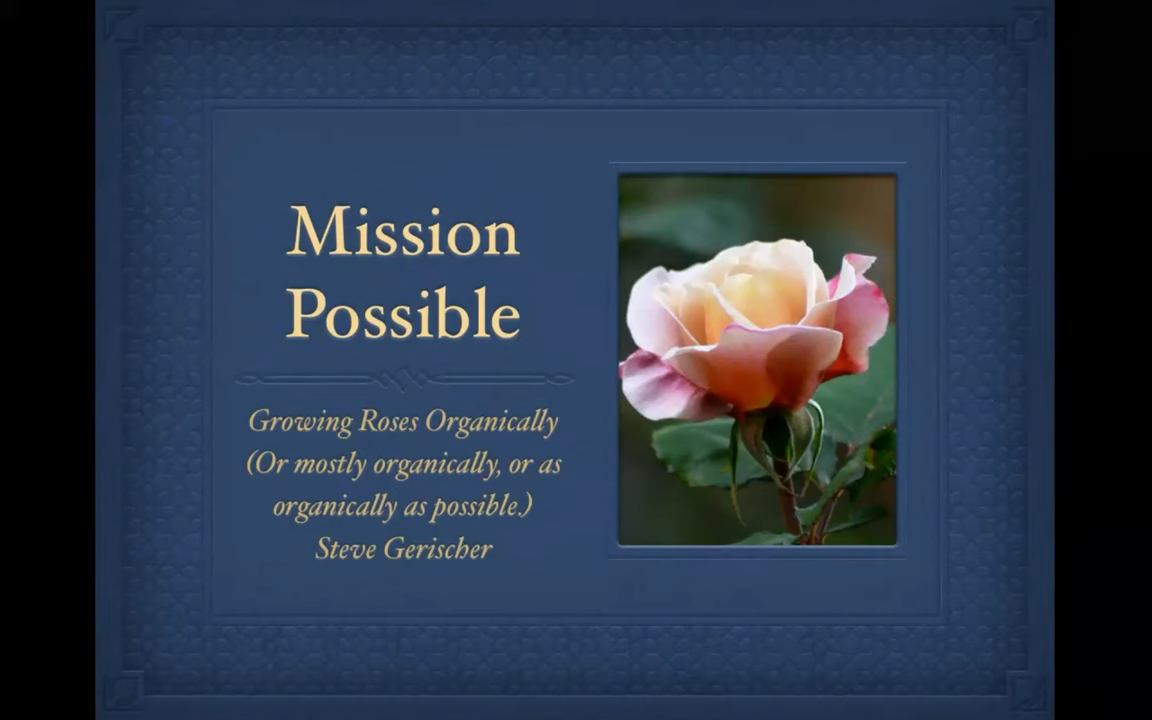 Mission
Possible
Growing Roses Organically
(Or mostly organically, or as
organically as possible.)
Steve Gerischer